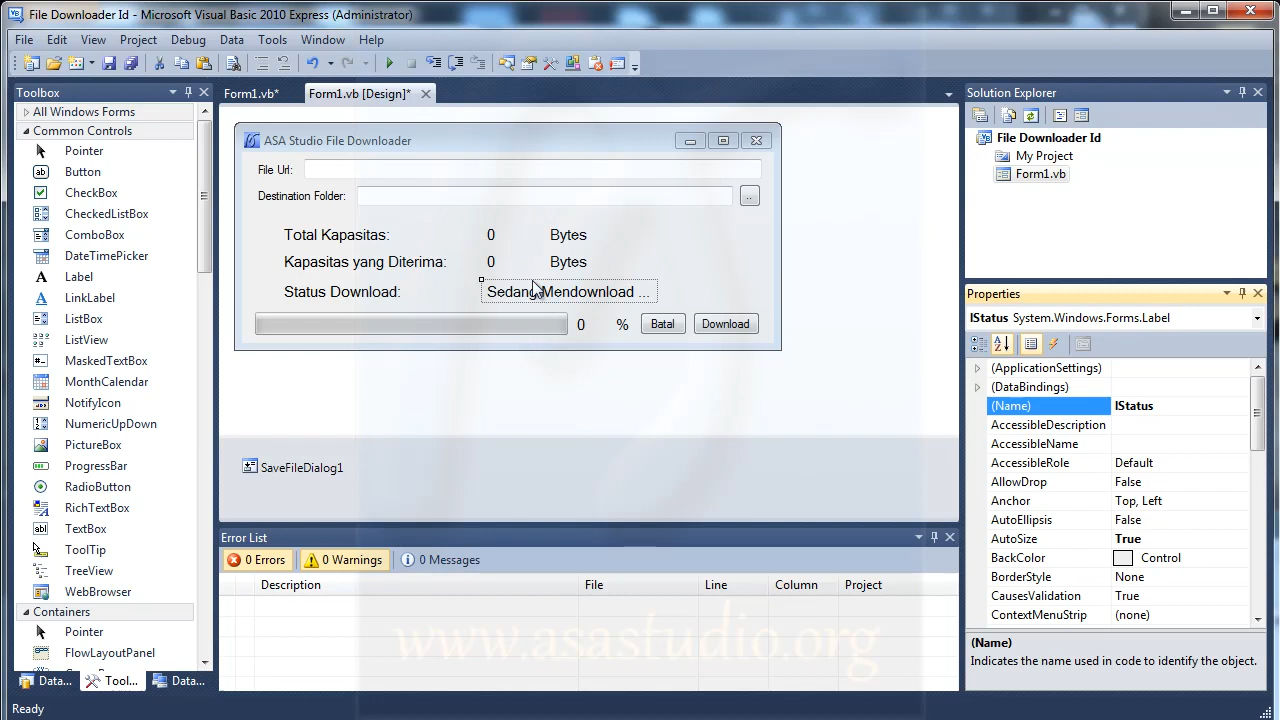 File Downloader Id - Microsoft Visual Basic 2010 Express (Administrator)
File Edit View Project Debug Data Tools Window Help
Toolbox
All Windows Forms
Common Controls
Pointer
Button
CheckBox
CheckedListBox
ComboBox
DateTimePicker
Label
LinkLabel
ListBox
ListView
MaskedTextBox
MonthCalendar
NotifyIcon
NumericUpDown
PictureBox
ProgressBar
RadioButton
RichTextBox
TextBox
ToolTip
TreeView
WebBrowser
Containers
Pointer
FlowLayoutPanel
Data... Tool... Data...
Form1.vb* Form1.vb [Design]*
ASA Studio File Downloader
File Url:
Destination Folder: ..
Total Kapasitas: 0 Bytes
Kapasitas yang Diterima: 0 Bytes
Status Download: Sedang Mendownload ...
0 % Batal Download
SaveFileDialog1
Error List
0 Errors 0 Warnings 0 Messages
Description File Line Column Project
www.asastudio.org
Solution Explorer
File Downloader Id
My Project
Form1.vb
Properties
lStatus System.Windows.Forms.Label
(ApplicationSettings)
(DataBindings)
(Name) lStatus
AccessibleDescription
AccessibleName
AccessibleRole Default
AllowDrop False
Anchor Top, Left
AutoEllipsis False
AutoSize True
BackColor Control
BorderStyle None
CausesValidation True
ContextMenuStrip (none)
(Name)
Indicates the name used in code to identify the object.
Ready